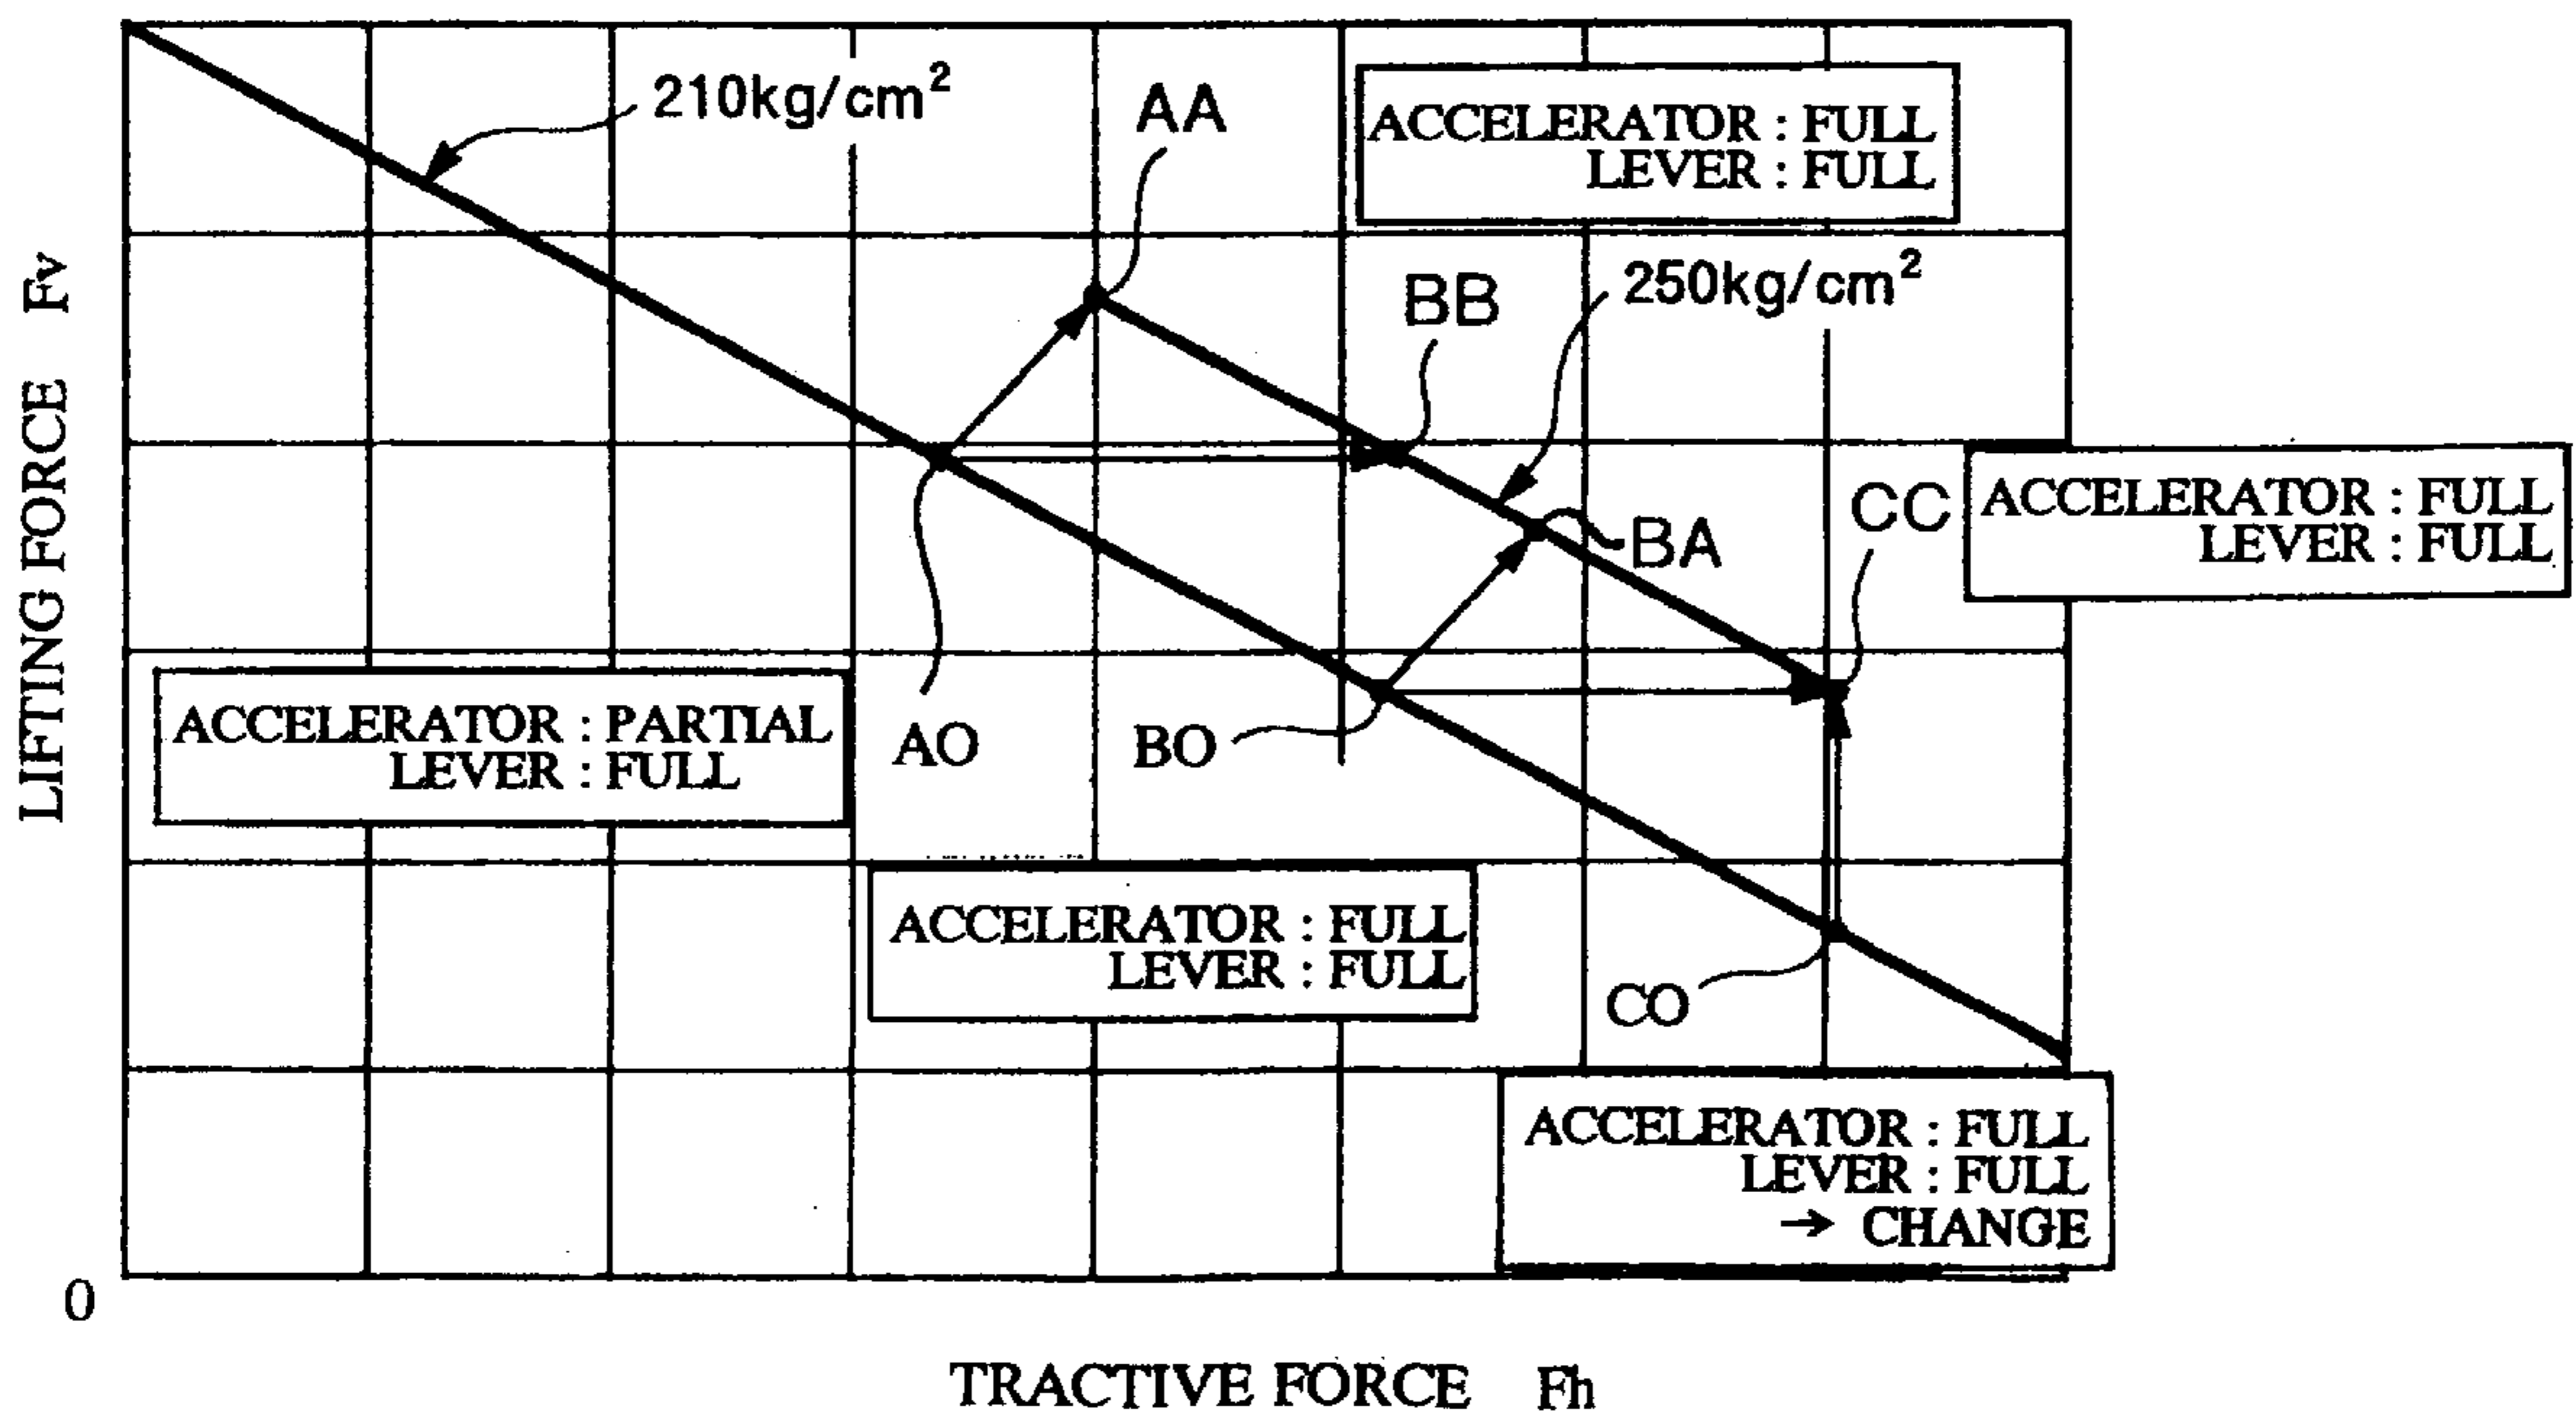 210kg/cm²
AA
ACCELERATOR : FULL
LEVER : FULL
LIFTING FORCE Fv
BB
250kg/cm²
CC
ACCELERATOR : FULL
LEVER : FULL
BA
ACCELERATOR : PARTIAL
LEVER : FULL
AO
BO
ACCELERATOR : FULL
LEVER : FULL
CO
ACCELERATOR : FULL
LEVER : FULL
→ CHANGE
0
TRACTIVE FORCE Fh